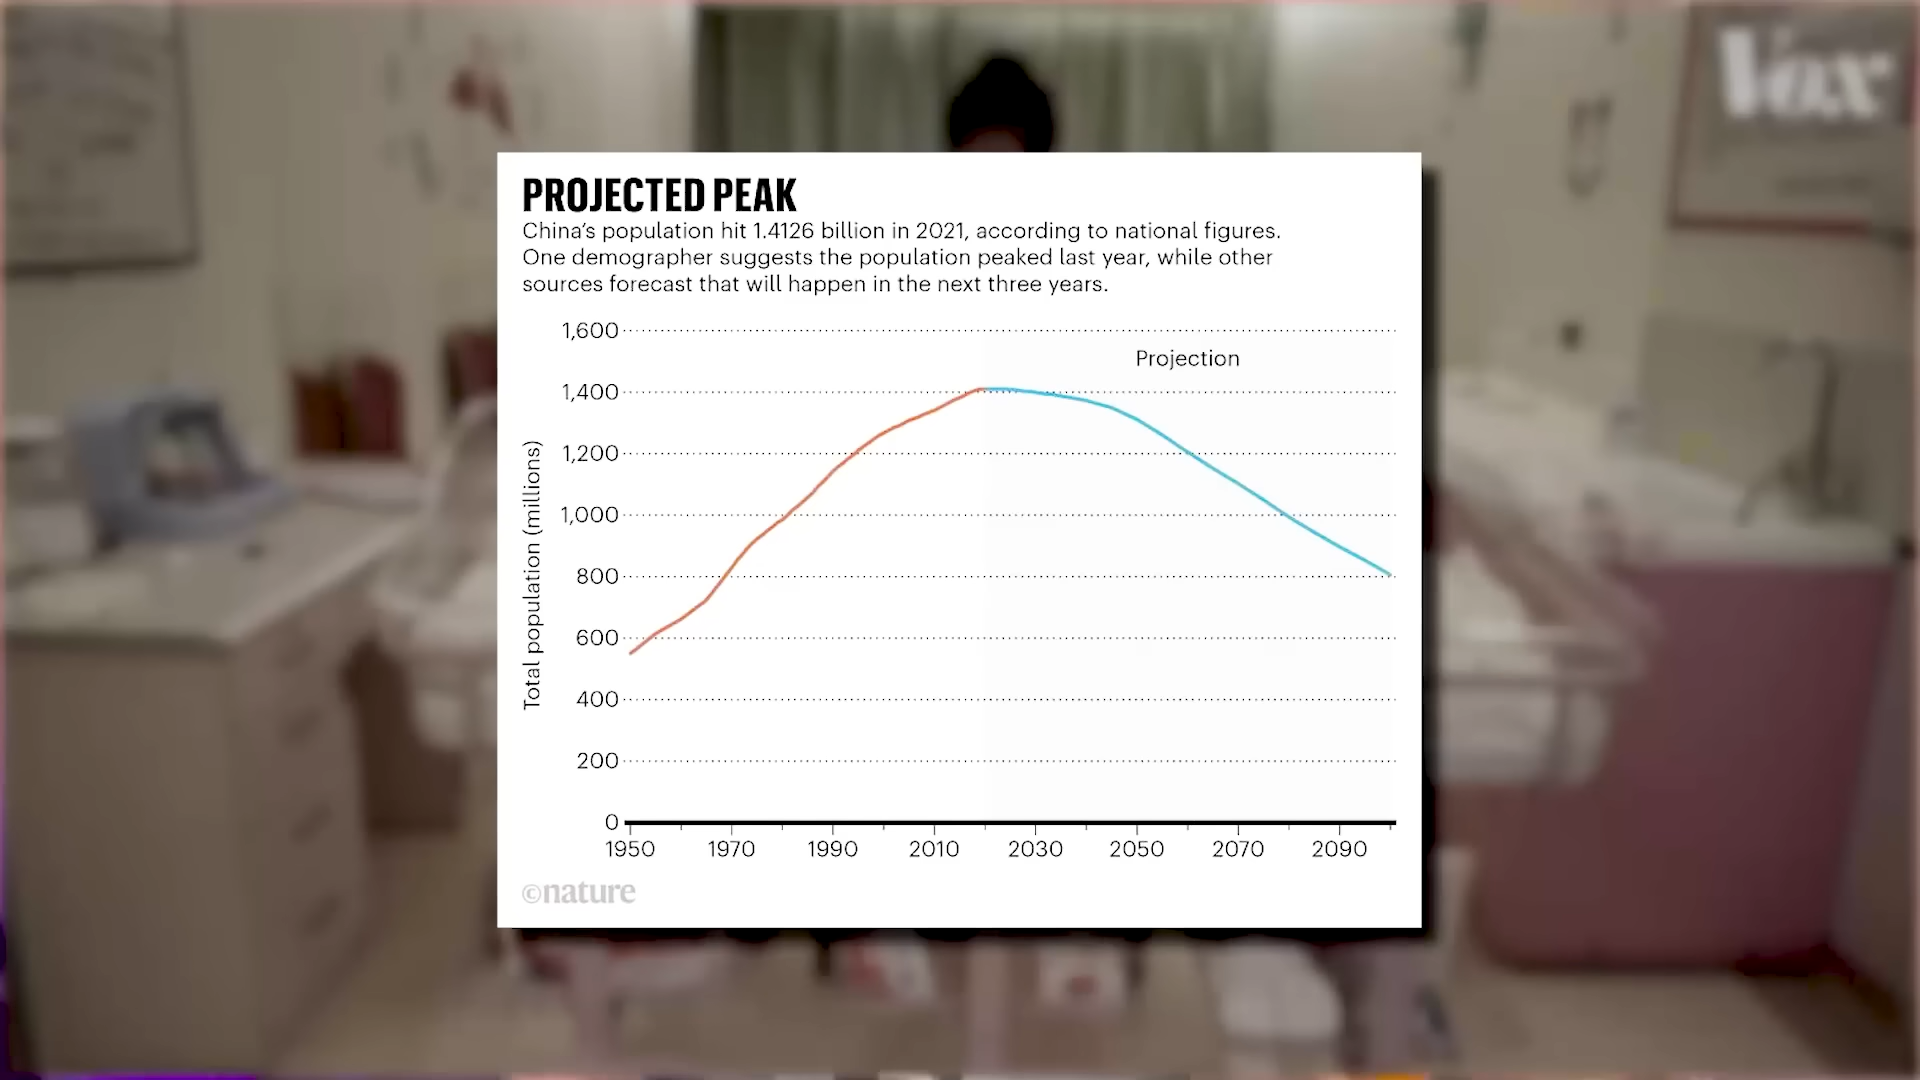 Vox
PROJECTED PEAK
China's population hit 1.4126 billion in 2021, according to national figures.
One demographer suggests the population peaked last year, while other
sources forecast that will happen in the next three years.
1,600
Projection
1,400
1,200
1,000
800
600
400
200
0
Total population (millions)
1950 1970 1990 2010 2030 2050 2070 2090
©nature